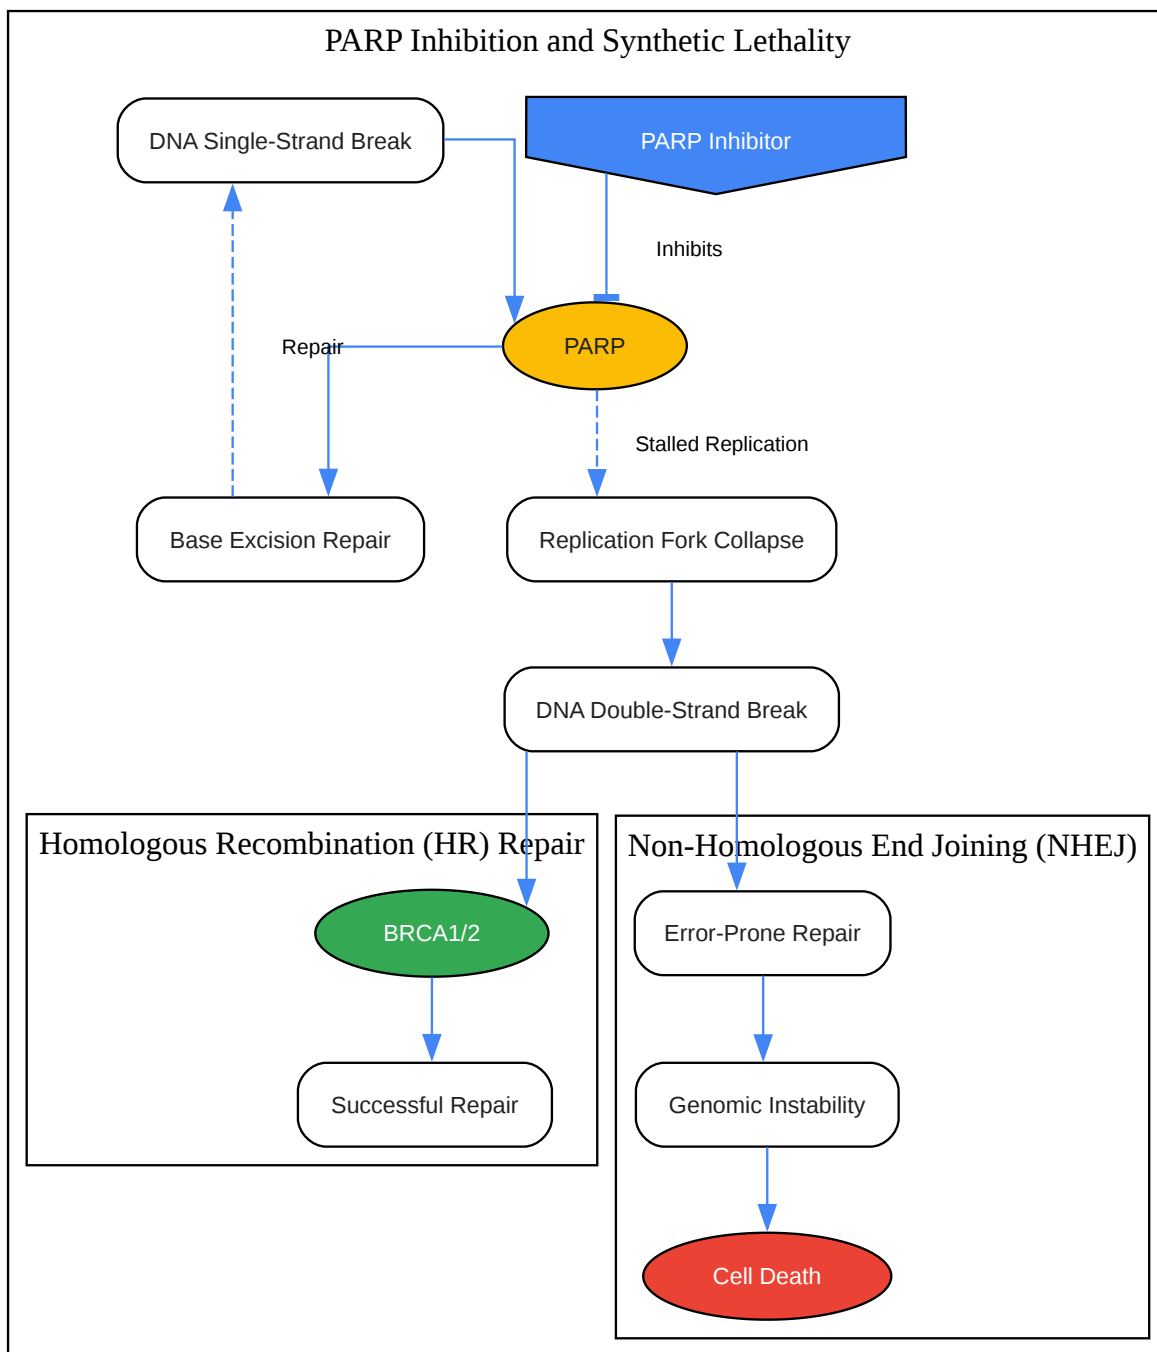 PARP Inhibition and Synthetic Lethality
DNA Single-Strand Break
PARP Inhibitor
Inhibits
Repair
PARP
Stalled Replication
Base Excision Repair
Replication Fork Collapse
DNA Double-Strand Break
Homologous Recombination (HR) Repair
Non-Homologous End Joining (NHEJ)
BRCA1/2
Error-Prone Repair
Successful Repair
Genomic Instability
Cell Death